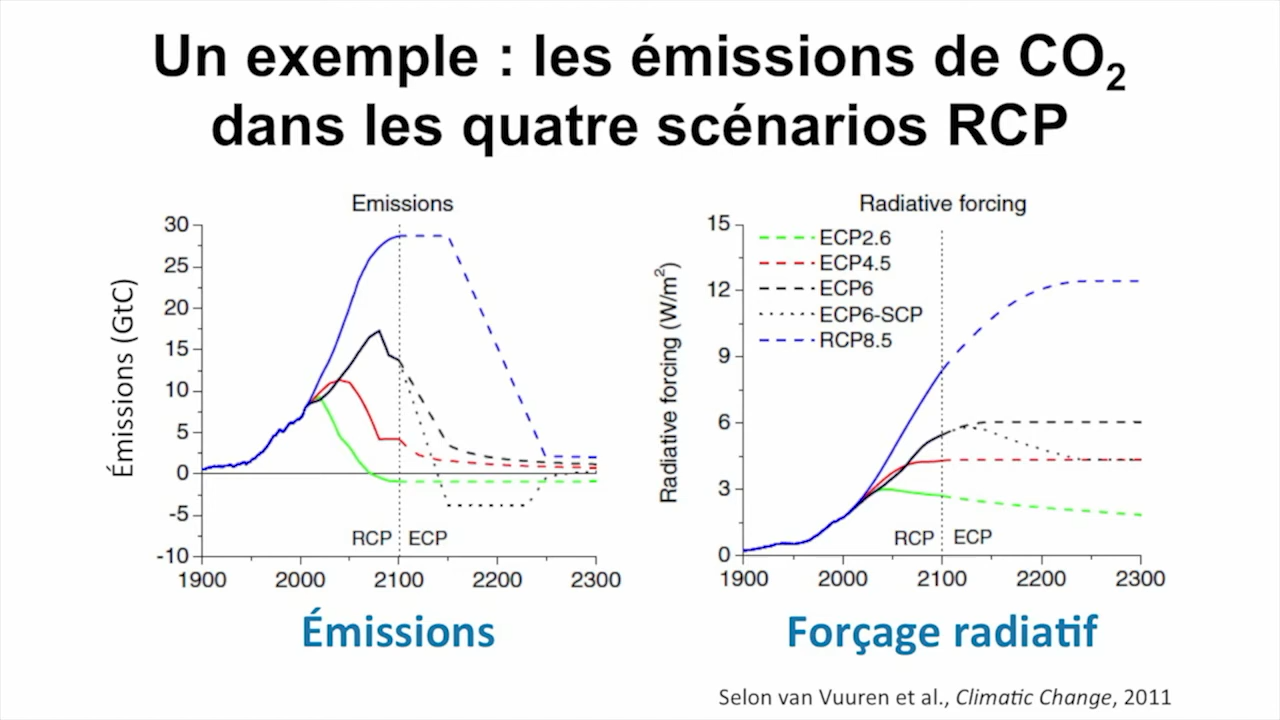 Un exemple : les émissions de CO₂
dans les quatre scénarios RCP
Emissions
Émissions (GtC)
30
25
20
15
10
5
0
-5
-10
RCP
ECP
1900
2000
2100
2200
2300
Émissions
Radiative forcing
Radiative forcing (W/m²)
15
12
9
6
3
0
ECP2.6
ECP4.5
ECP6
ECP6-SCP
RCP8.5
RCP
ECP
1900
2000
2100
2200
2300
Forçage radiatif
Selon van Vuuren et al., Climatic Change, 2011